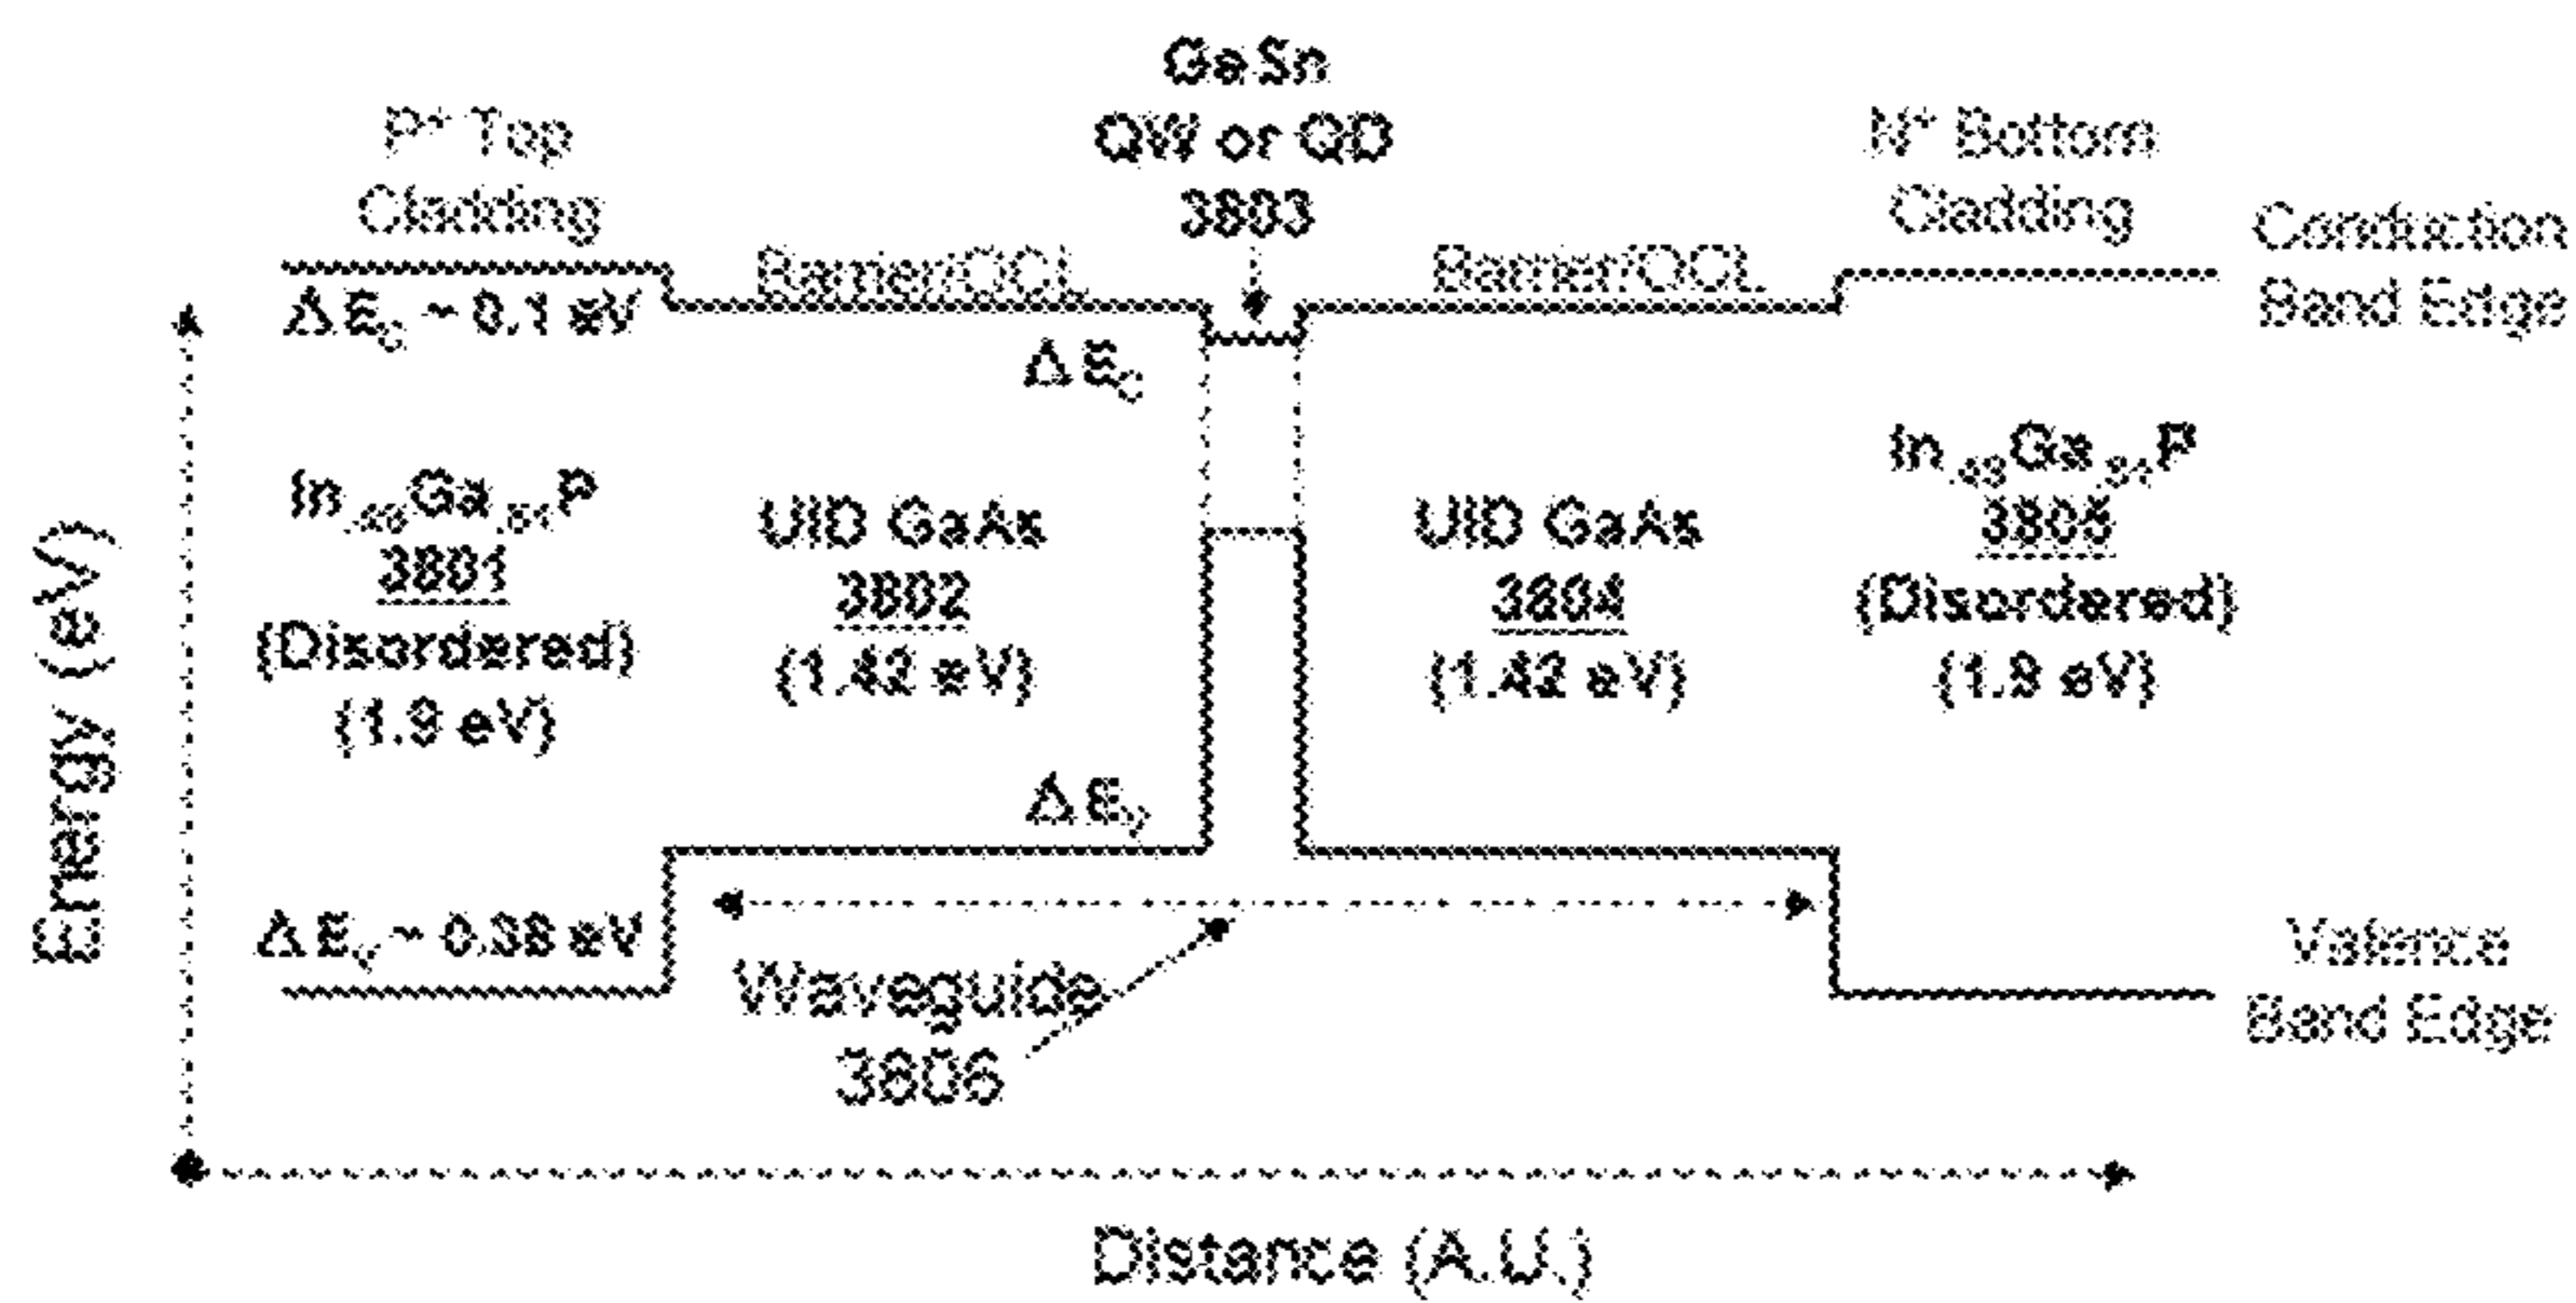 GeSn
QW or QD
3803
P+ Top
Cladding
N+ Bottom
Cladding
Barrier/OCL
Barrier/OCL
Conduction
Band Edge
ΔEC ~ 0.1 eV
ΔEC
In.49Ga.51P
3801
(Disordered)
(1.9 eV)
UID GaAs
3802
(1.42 eV)
UID GaAs
3804
(1.42 eV)
In.49Ga.51P
3805
(Disordered)
(1.9 eV)
Energy (eV)
ΔEV
ΔEV ~ 0.38 eV
Waveguide
3806
Valence
Band Edge
Distance (A.U.)